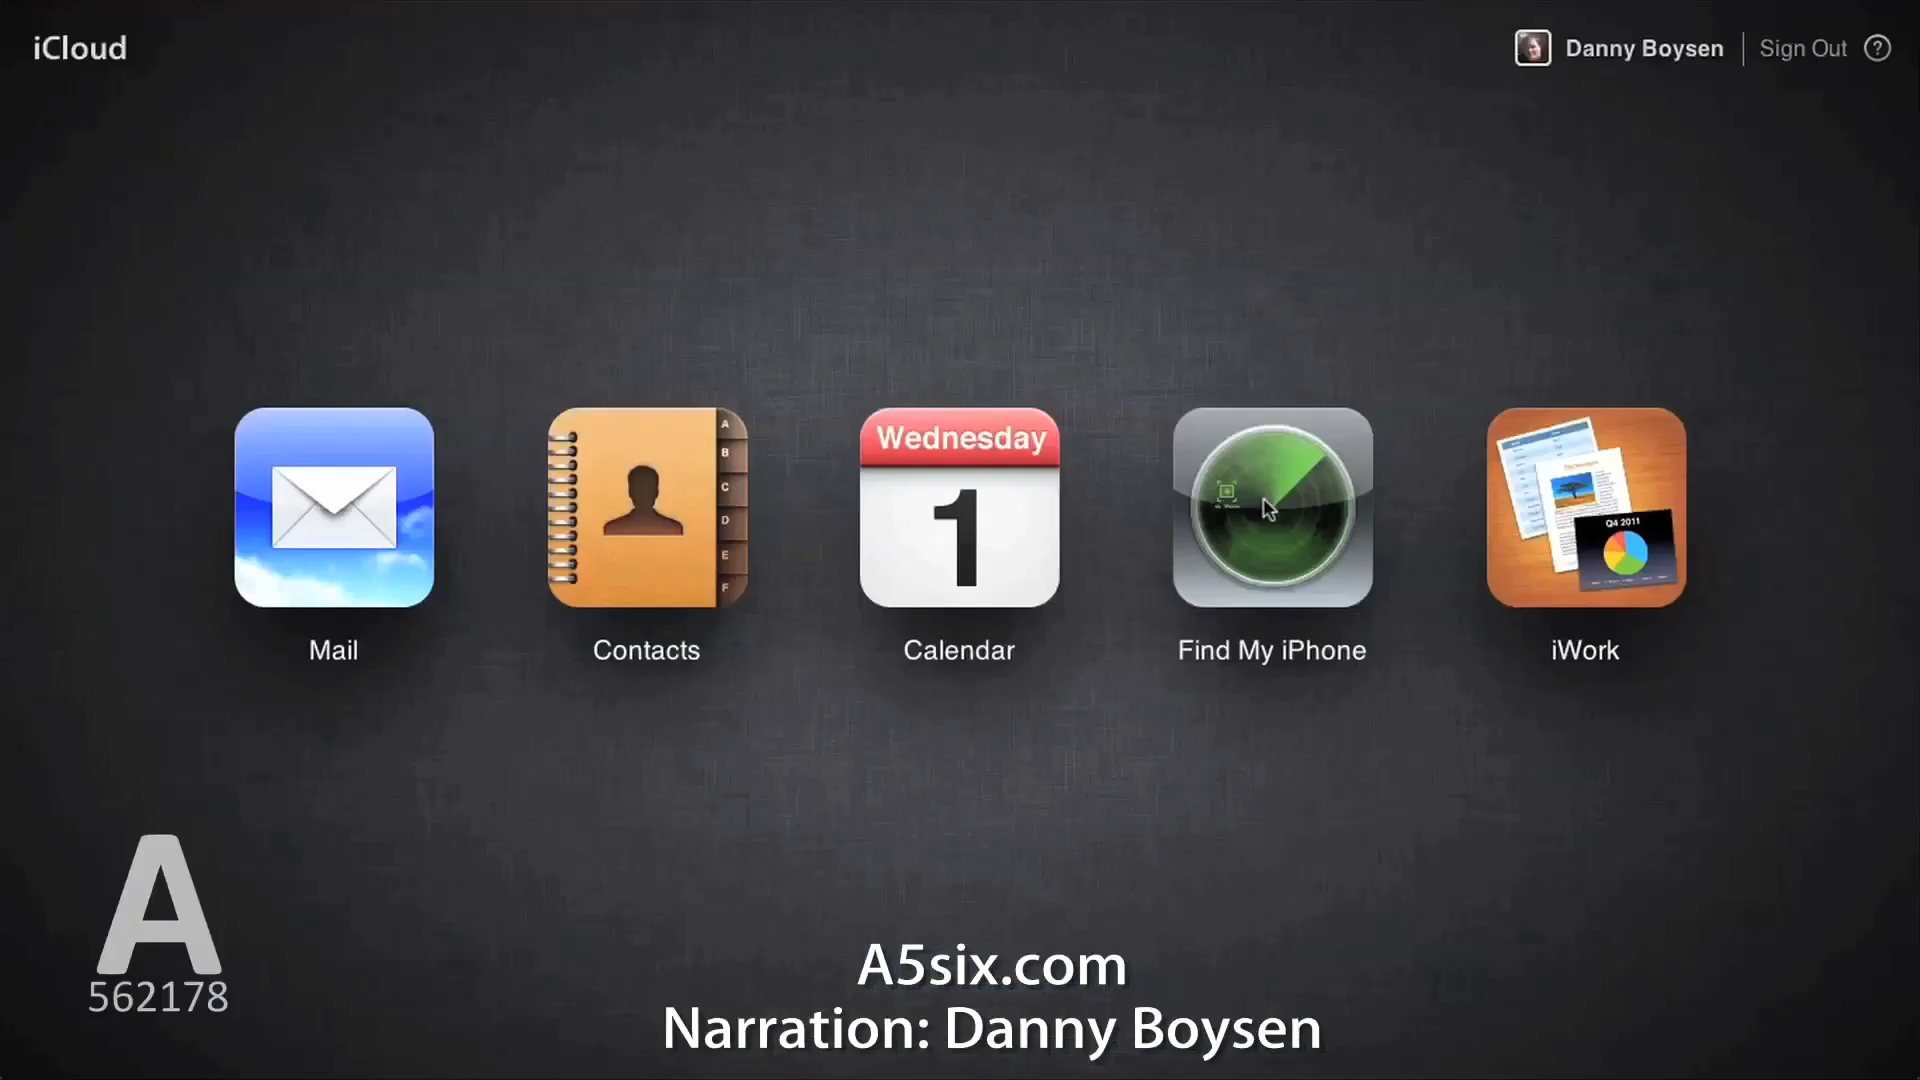 iCloud
Danny Boysen
Sign Out
?
A
B
C
D
E
F
Wednesday
1
Q4 2011
Mail
Contacts
Calendar
Find My iPhone
iWork
A
562178
A5six.com
Narration: Danny Boysen